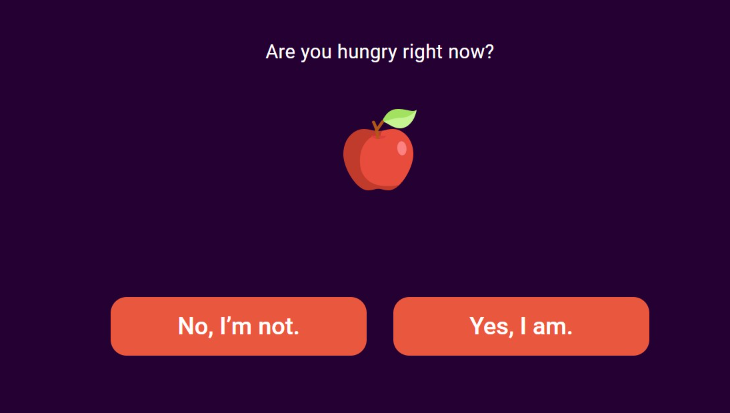 Are you hungry right now?
No, I’m not.
Yes, I am.